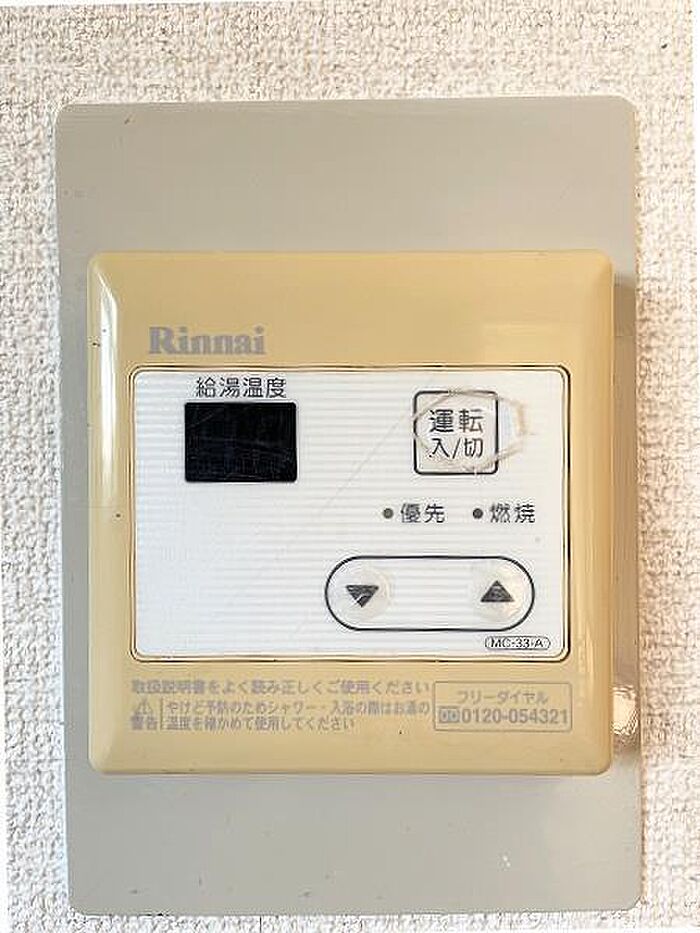 Rinnai
給湯温度
運転
入/切
優先
燃焼
MC-33-A
取扱説明書をよく読み正しくご使用ください
警告
やけど予防のためシャワー・入浴の際はお湯の
温度を確かめて使用してください
フリーダイヤル
0120-054321